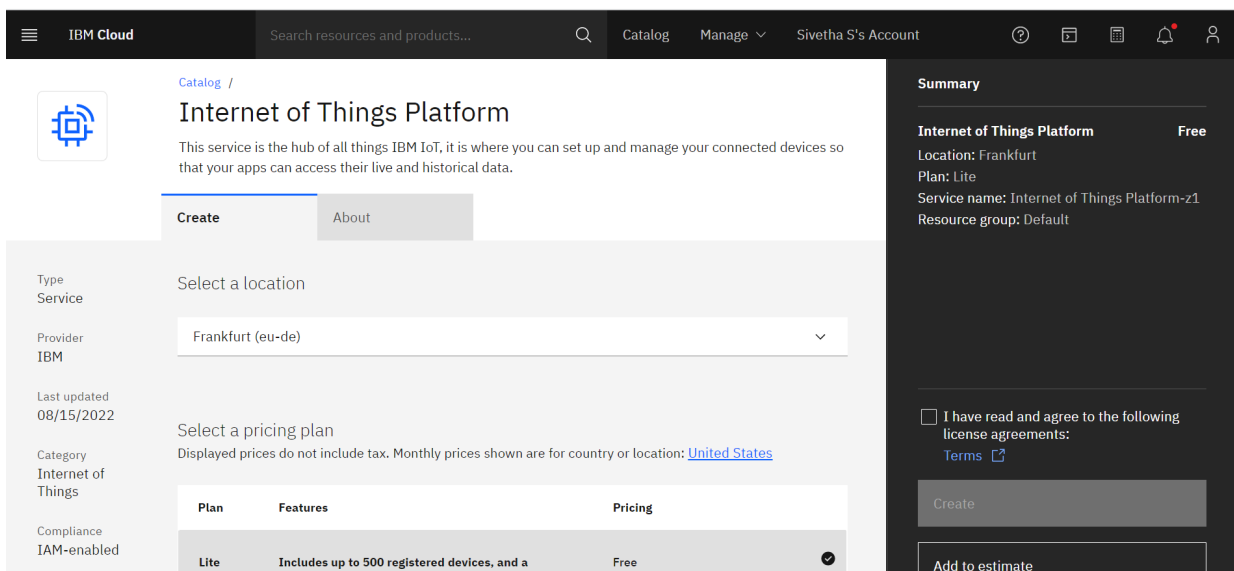 IBM Cloud
Search resources and products...
Catalog
Manage
Sivetha S's Account
Catalog /
Internet of Things Platform
This service is the hub of all things IBM IoT, it is where you can set up and manage your connected devices so
that your apps can access their live and historical data.
Create
About
Type
Service
Provider
IBM
Last updated
08/15/2022
Category
Internet of
Things
Compliance
IAM-enabled
Select a location
Frankfurt (eu-de)
Select a pricing plan
Displayed prices do not include tax. Monthly prices shown are for country or location: United States
Plan Features Pricing
Lite Includes up to 500 registered devices, and a Free
Summary
Internet of Things Platform Free
Location: Frankfurt
Plan: Lite
Service name: Internet of Things Platform-z1
Resource group: Default
I have read and agree to the following
license agreements:
Terms
Create
Add to estimate